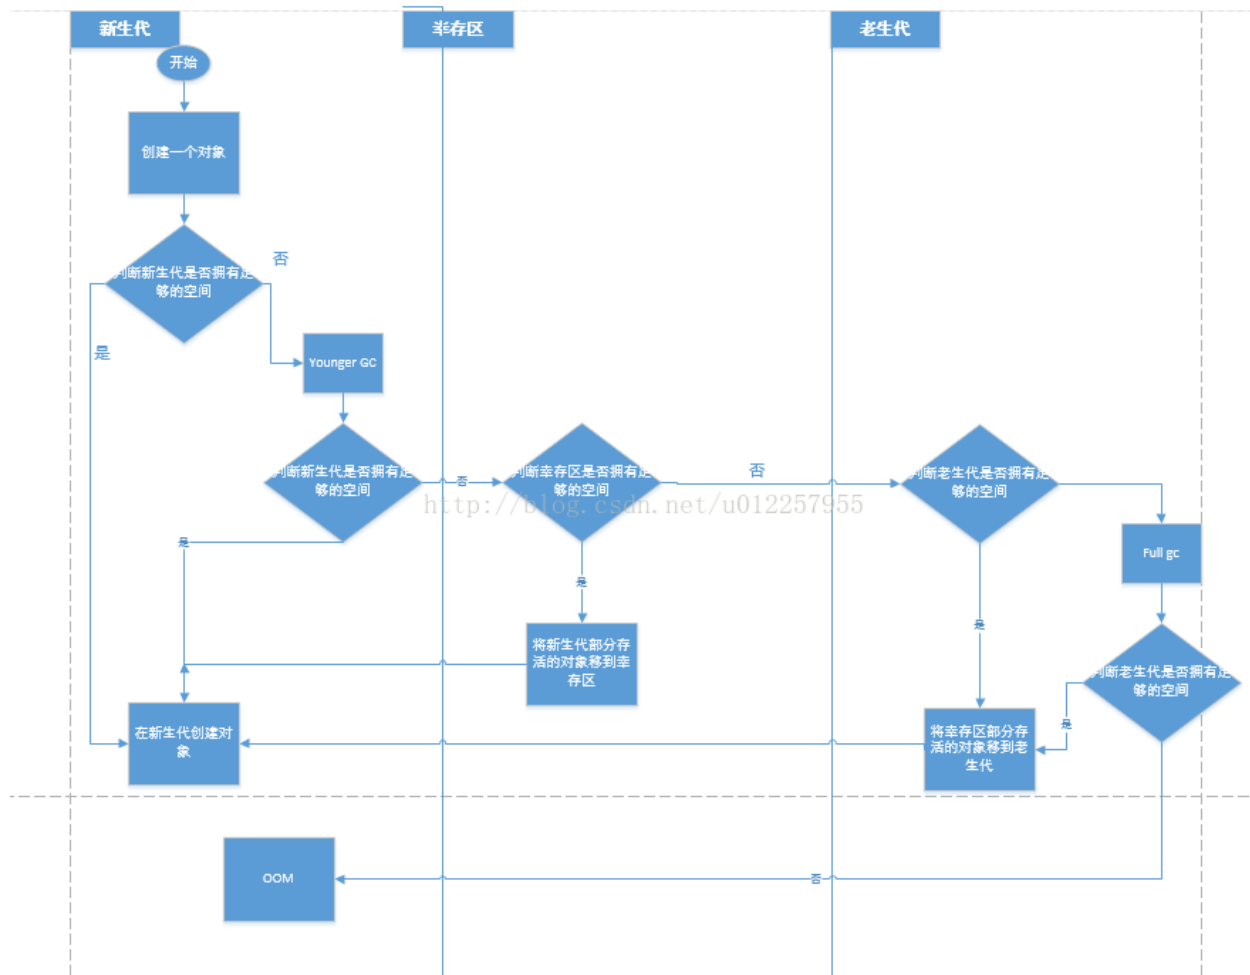 新生代
幸存区
老生代
开始
创建一个对象
否
判断新生代是否拥有足
够的空间
是
Younger GC
判断新生代是否拥有足
够的空间
否
判断幸存区是否拥有足
够的空间
否
判断老生代是否拥有足
够的空间
http://blog.csdn.net/u012257955
是
Full gc
是
是
将新生代部分存
活的对象移到幸
存区
判断老生代是否拥有足
够的空间
是
在新生代创建对
象
将幸存区部分存
活的对象移到老
生代
OOM
否